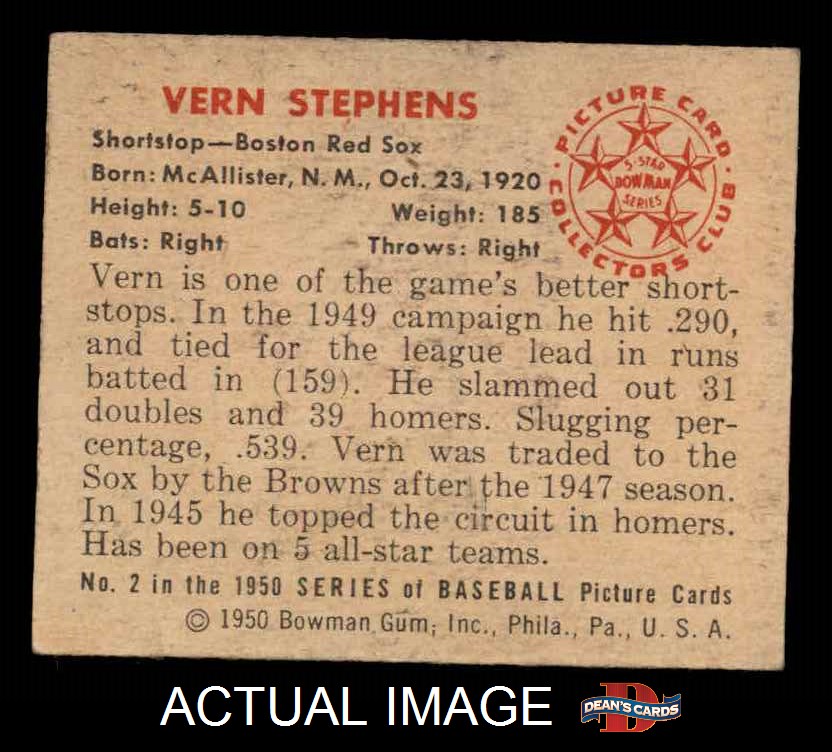 VERN STEPHENS
Shortstop—Boston Red Sox
Born: McAllister, N. M., Oct. 23, 1920
Height: 5-10 Weight: 185
Bats: Right Throws: Right
PICTURE CARD
COLLECTORS CLUB
5-STAR
BOWMAN
SERIES
Vern is one of the game's better short-
stops. In the 1949 campaign he hit .290,
and tied for the league lead in runs
batted in (159). He slammed out 31
doubles and 39 homers. Slugging per-
centage, .539. Vern was traded to the
Sox by the Browns after the 1947 season.
In 1945 he topped the circuit in homers.
Has been on 5 all-star teams.
No. 2 in the 1950 SERIES of BASEBALL Picture Cards
© 1950 Bowman Gum, Inc., Phila., Pa., U. S. A.
ACTUAL IMAGE
D
DEAN'S CARDS